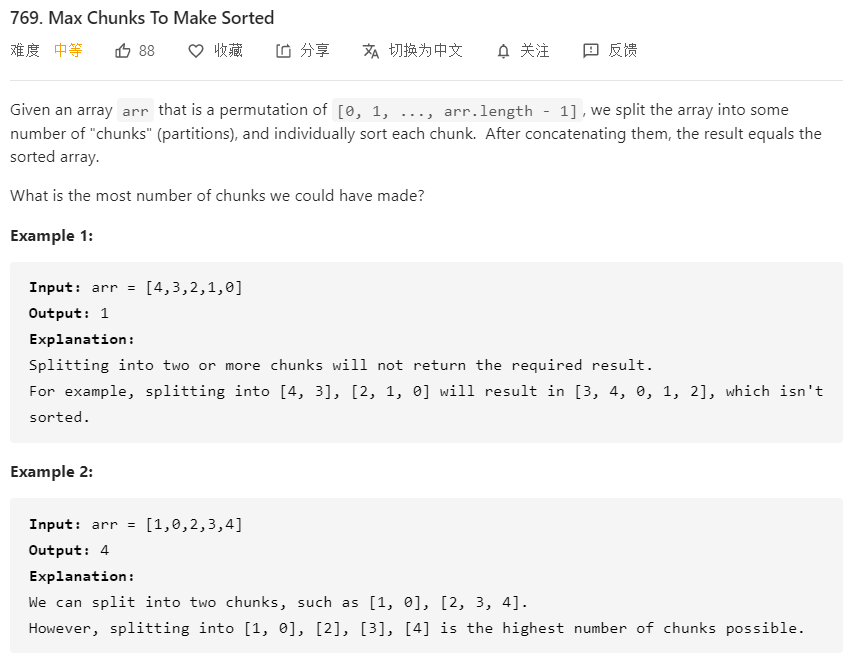 769. Max Chunks To Make Sorted
难度 中等 88 收藏 分享 切换为中文 关注 反馈
Given an array arr that is a permutation of [0, 1, ..., arr.length - 1], we split the array into some
number of "chunks" (partitions), and individually sort each chunk.  After concatenating them, the result equals the
sorted array.
What is the most number of chunks we could have made?
Example 1:
Input: arr = [4,3,2,1,0]
Output: 1
Explanation:
Splitting into two or more chunks will not return the required result.
For example, splitting into [4, 3], [2, 1, 0] will result in [3, 4, 0, 1, 2], which isn't
sorted.
Example 2:
Input: arr = [1,0,2,3,4]
Output: 4
Explanation:
We can split into two chunks, such as [1, 0], [2, 3, 4].
However, splitting into [1, 0], [2], [3], [4] is the highest number of chunks possible.